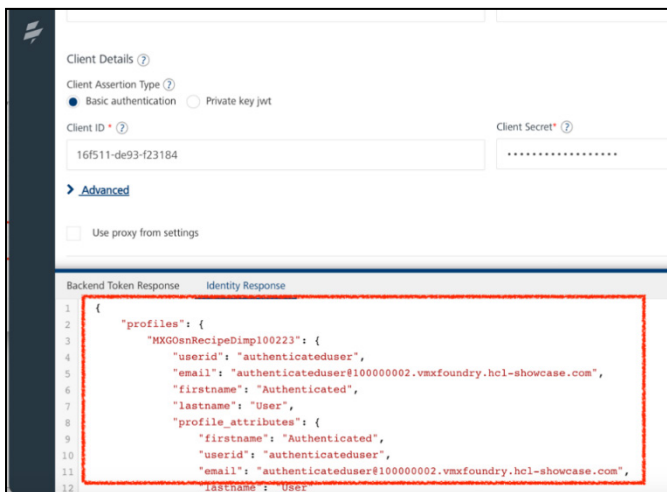 Client Details ?
Client Assertion Type ?
Basic authentication Private key jwt
Client ID * ? Client Secret* ?
16f511-de93-f23184 ••••••••••••••••••
Advanced
Use proxy from settings
Backend Token Response Identity Response
1 {
2 "profiles": {
3 "MXGOsnRecipeDimp100223": {
4 "userid": "authenticateduser",
5 "email": "authenticateduser@100000002.vmxfoundry.hcl-showcase.com",
6 "firstname": "Authenticated",
7 "lastname": "User",
8 "profile_attributes": {
9 "firstname": "Authenticated",
10 "userid": "authenticateduser",
11 "email": "authenticateduser@100000002.vmxfoundry.hcl-showcase.com",
12 "lastname": "User"